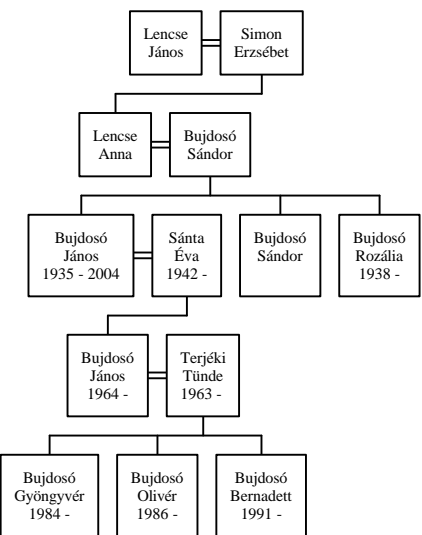 Lencse
János
Simon
Erzsébet
Lencse
Anna
Bujdosó
Sándor
Bujdosó
János
1935 - 2004
Sánta
Éva
1942 -
Bujdosó
Sándor
Bujdosó
Rozália
1938 -
Bujdosó
János
1964 -
Terjéki
Tünde
1963 -
Bujdosó
Gyöngyvér
1984 -
Bujdosó
Olivér
1986 -
Bujdosó
Bernadett
1991 -